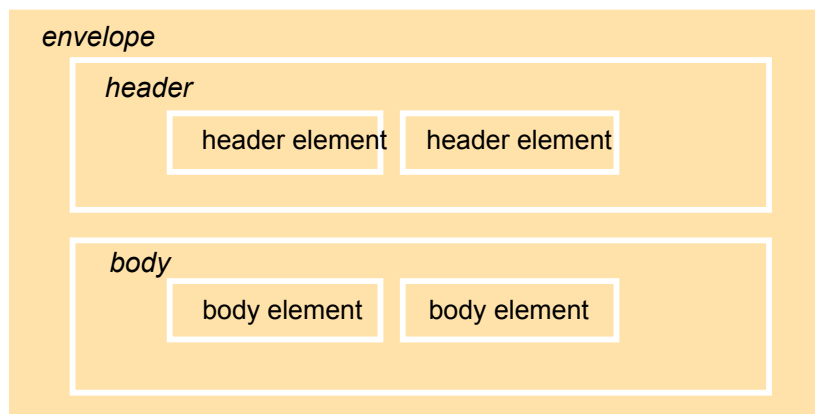 envelope
header
header element header element
body
body element body element